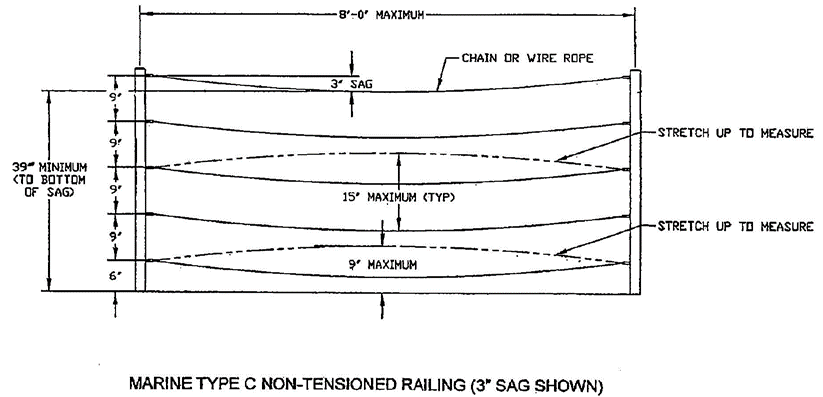 8'-0" MAXIMUM
CHAIN OR WIRE ROPE
3" SAG
9"
9"
STRETCH UP TO MEASURE
39" MINIMUM
(TO BOTTOM
OF SAG)
9"
15" MAXIMUM (TYP)
9"
STRETCH UP TO MEASURE
9" MAXIMUM
6"
MARINE TYPE C NON-TENSIONED RAILING (3" SAG SHOWN)